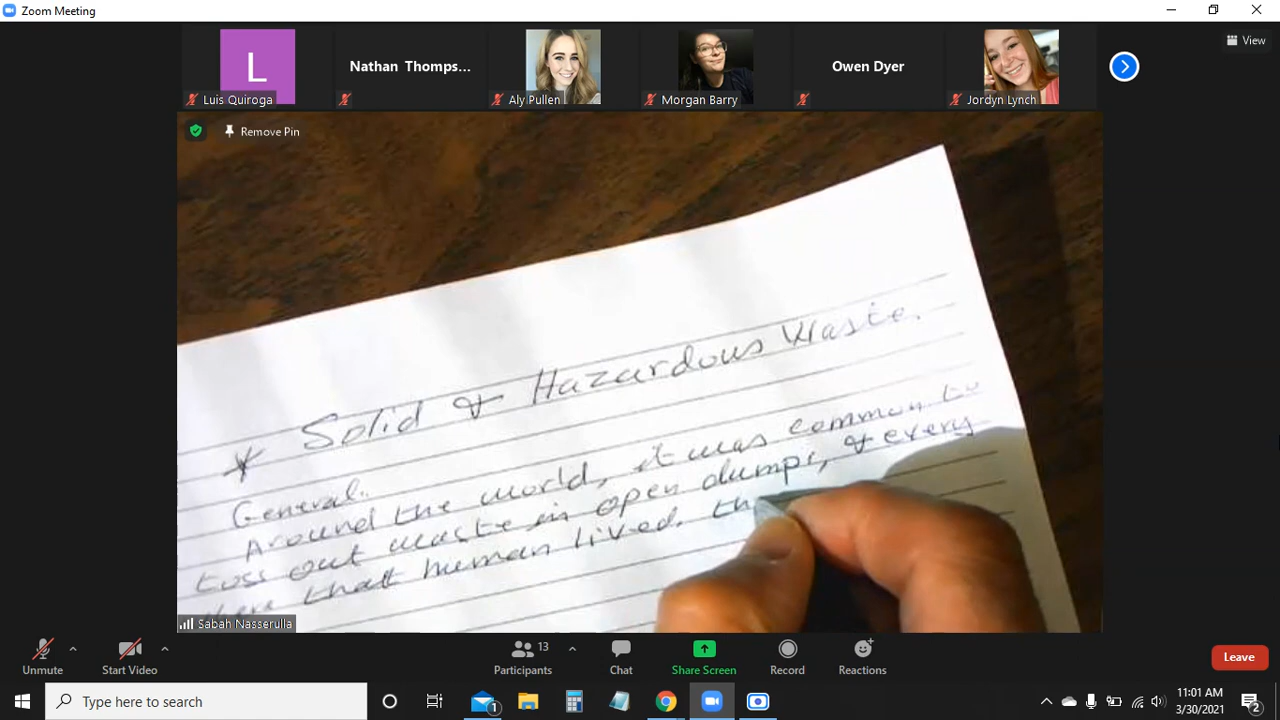 Zoom Meeting
View
L
Luis Quiroga
Nathan Thomps...
Aly Pullen
Morgan Barry
Owen Dyer
Jordyn Lynch
Remove Pin
* Solid & Hazardous Waste.
General.
Around the world, it was common to
toss out waste in open dumps, & every
there that human lived. th
Sabah Nasserulla
Unmute
Start Video
Participants
13
Chat
Share Screen
Record
Reactions
Leave
Type here to search
1
11:01 AM
3/30/2021
2